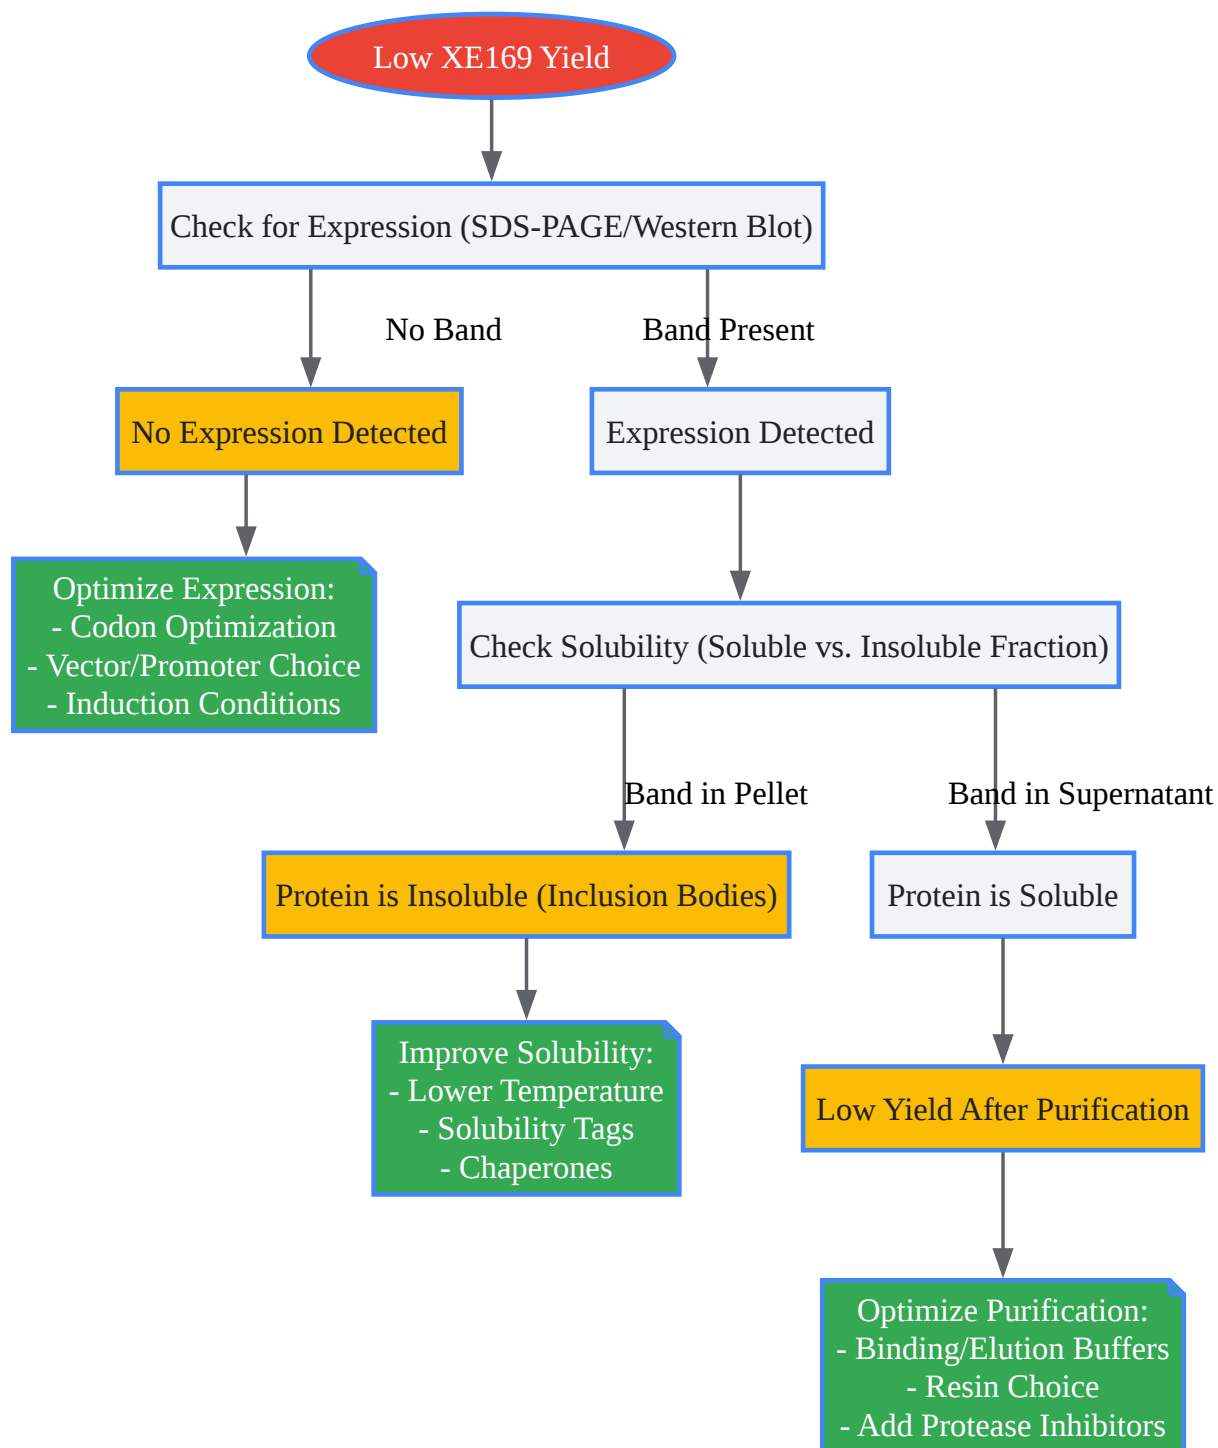 Low XE169 Yield
Check for Expression (SDS-PAGE/Western Blot)
No Band
Band Present
No Expression Detected
Expression Detected
Optimize Expression:
- Codon Optimization
- Vector/Promoter Choice
- Induction Conditions
Check Solubility (Soluble vs. Insoluble Fraction)
Band in Pellet
Band in Supernatant
Protein is Insoluble (Inclusion Bodies)
Protein is Soluble
Improve Solubility:
- Lower Temperature
- Solubility Tags
- Chaperones
Low Yield After Purification
Optimize Purification:
- Binding/Elution Buffers
- Resin Choice
- Add Protease Inhibitors